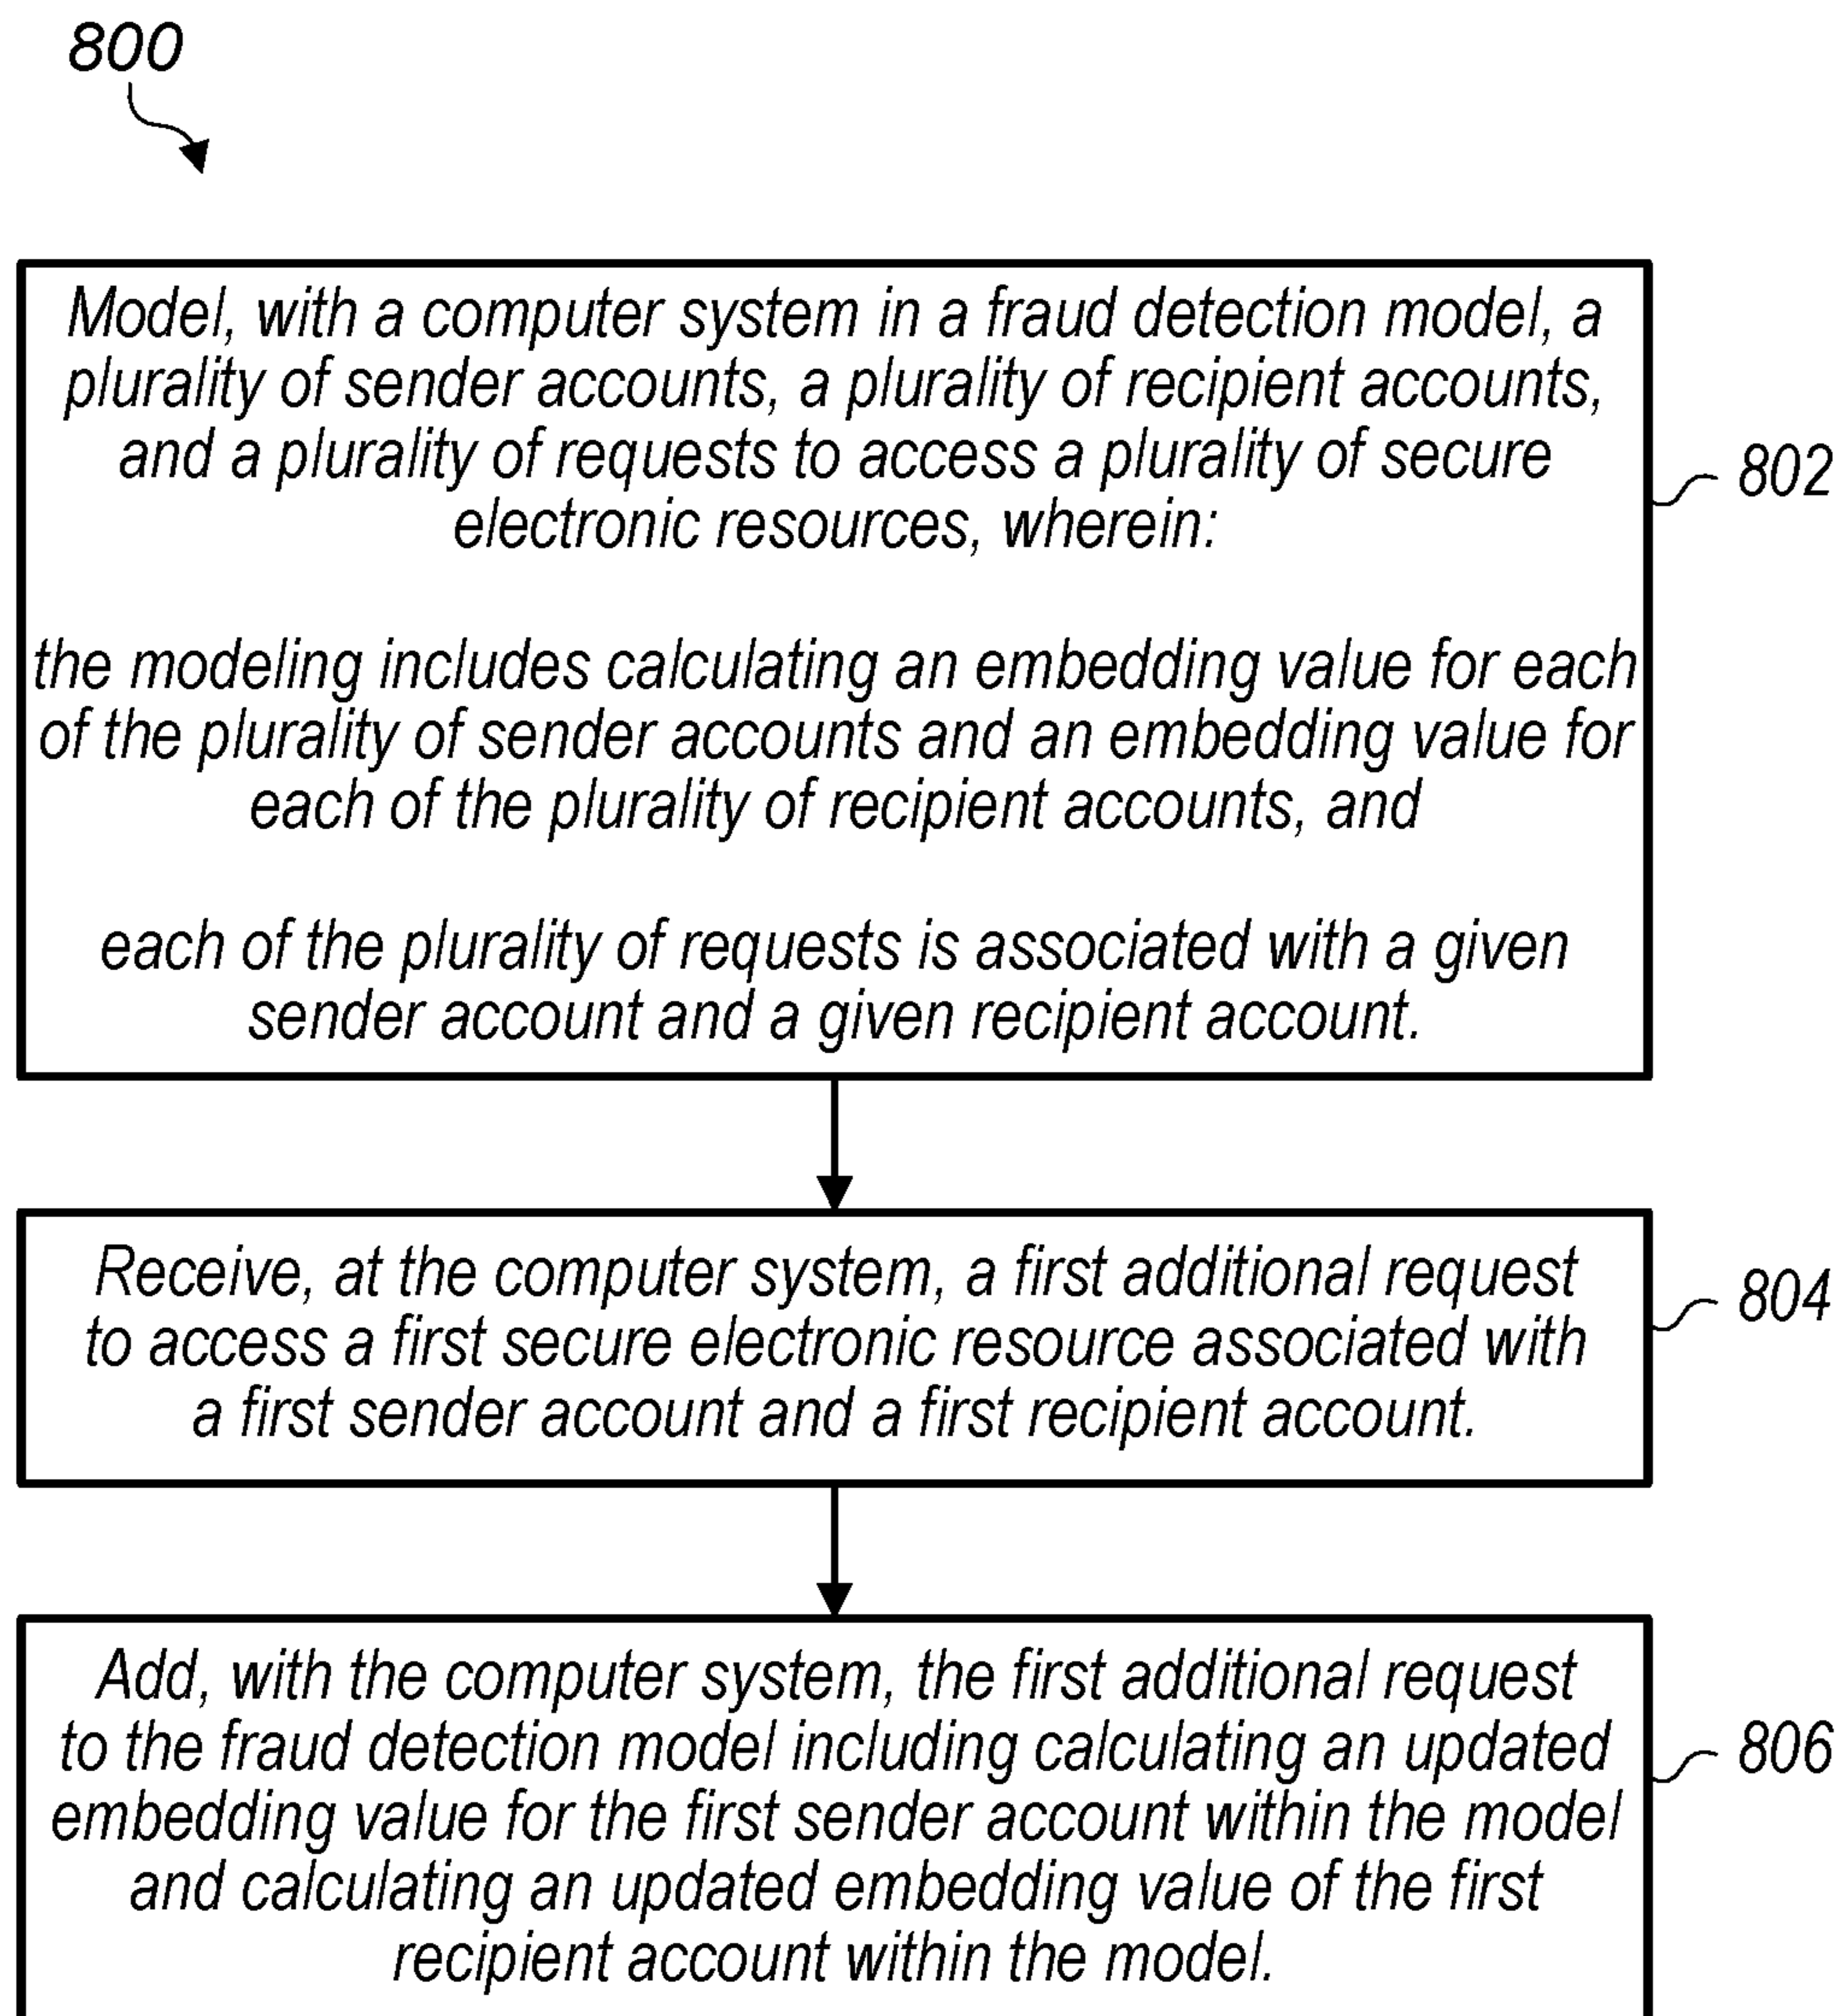 800
Model, with a computer system in a fraud detection model, a
plurality of sender accounts, a plurality of recipient accounts,
and a plurality of requests to access a plurality of secure
electronic resources, wherein:
the modeling includes calculating an embedding value for each
of the plurality of sender accounts and an embedding value for
each of the plurality of recipient accounts, and
each of the plurality of requests is associated with a given
sender account and a given recipient account.
802
Receive, at the computer system, a first additional request
to access a first secure electronic resource associated with
a first sender account and a first recipient account.
804
Add, with the computer system, the first additional request
to the fraud detection model including calculating an updated
embedding value for the first sender account within the model
and calculating an updated embedding value of the first
recipient account within the model.
806